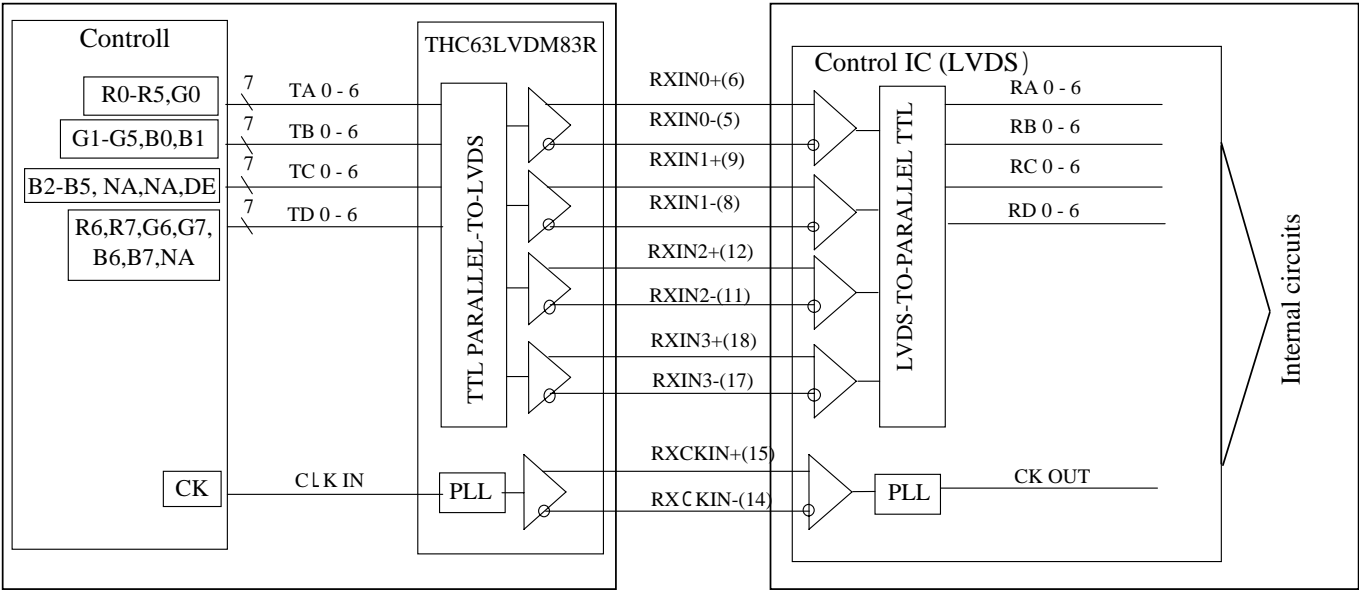 Controll
R0-R5,G0
G1-G5,B0,B1
B2-B5, NA,NA,DE
R6,R7,G6,G7,
B6,B7,NA
CK
7
TA 0 - 6
7
TB 0 - 6
7
TC 0 - 6
7
TD 0 - 6
CLK IN
THC63LVDM83R
TTL PARALLEL-TO-LVDS
PLL
RXIN0+(6)
RXIN0-(5)
RXIN1+(9)
RXIN1-(8)
RXIN2+(12)
RXIN2-(11)
RXIN3+(18)
RXIN3-(17)
RXCKIN+(15)
RXCKIN-(14)
Control IC (LVDS)
LVDS-TO-PARALLEL TTL
PLL
RA 0 - 6
RB 0 - 6
RC 0 - 6
RD 0 - 6
CK OUT
Internal circuits